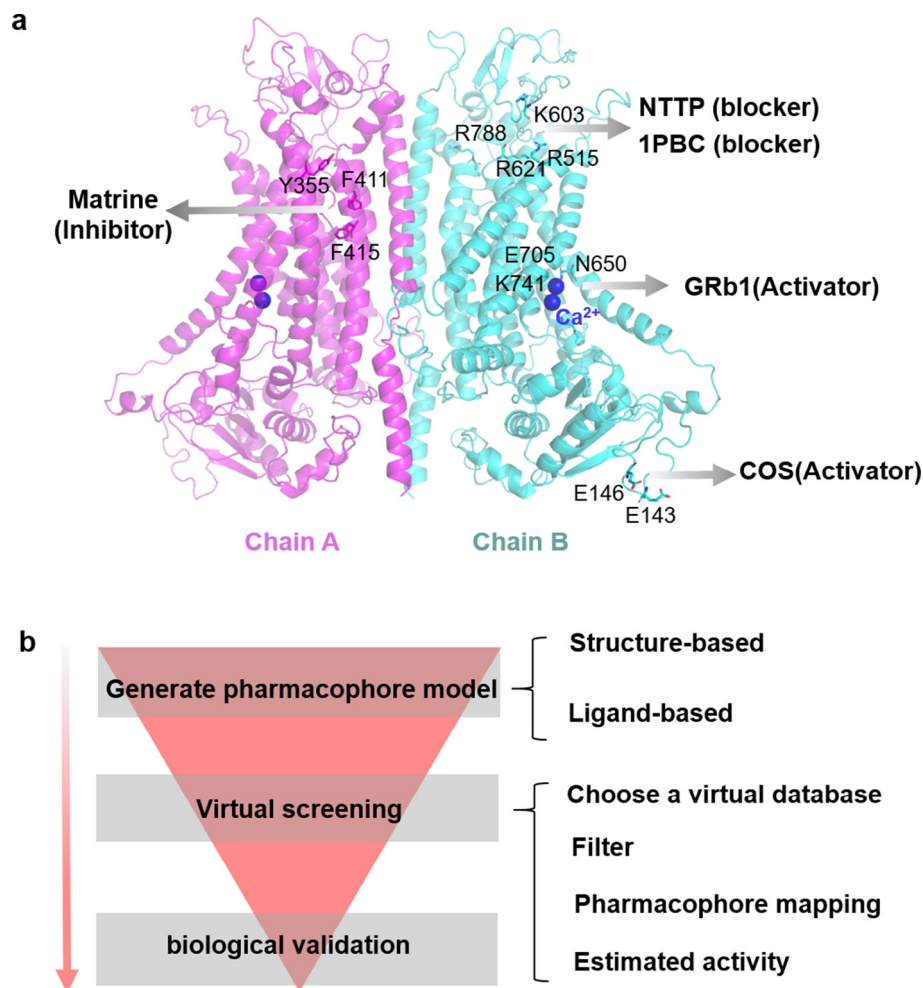 a
K603
NTTP (blocker)
R788
1PBC (blocker)
R621
R515
Y355
F411
Matrine
(Inhibitor)
F415
E705
N650
K741
GRb1(Activator)
Ca²⁺
COS(Activator)
E146
E143
Chain A
Chain B
b
Generate pharmacophore model
Structure-based
Ligand-based
Virtual screening
Choose a virtual database
Filter
Pharmacophore mapping
Estimated activity
biological validation